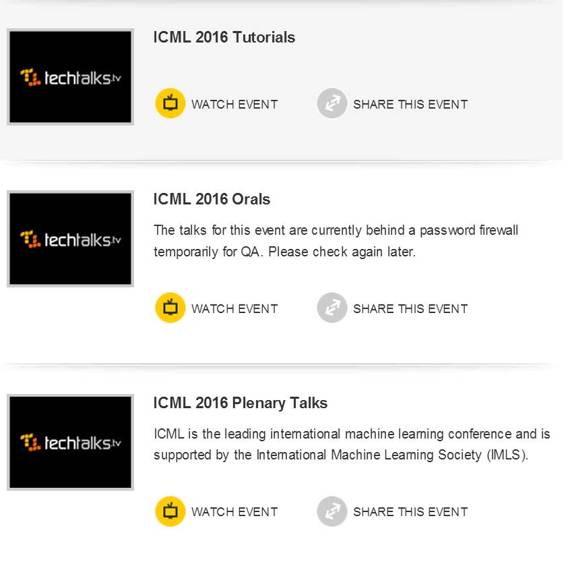 ICML 2016 Tutorials
techtalks.tv
WATCH EVENT
SHARE THIS EVENT
ICML 2016 Orals
techtalks.tv
The talks for this event are currently behind a password firewall
temporarily for QA. Please check again later.
WATCH EVENT
SHARE THIS EVENT
ICML 2016 Plenary Talks
techtalks.tv
ICML is the leading international machine learning conference and is
supported by the International Machine Learning Society (IMLS).
WATCH EVENT
SHARE THIS EVENT